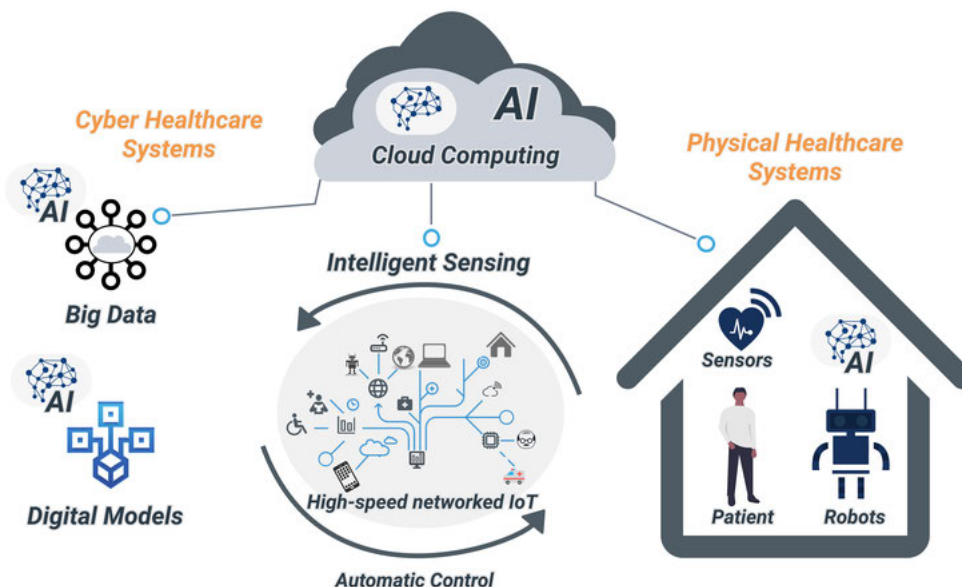 AI
Cloud Computing
Cyber Healthcare
Systems
Physical Healthcare
Systems
AI
Big Data
Intelligent Sensing
Sensors
AI
AI
Digital Models
High-speed networked IoT
Patient
Robots
Automatic Control